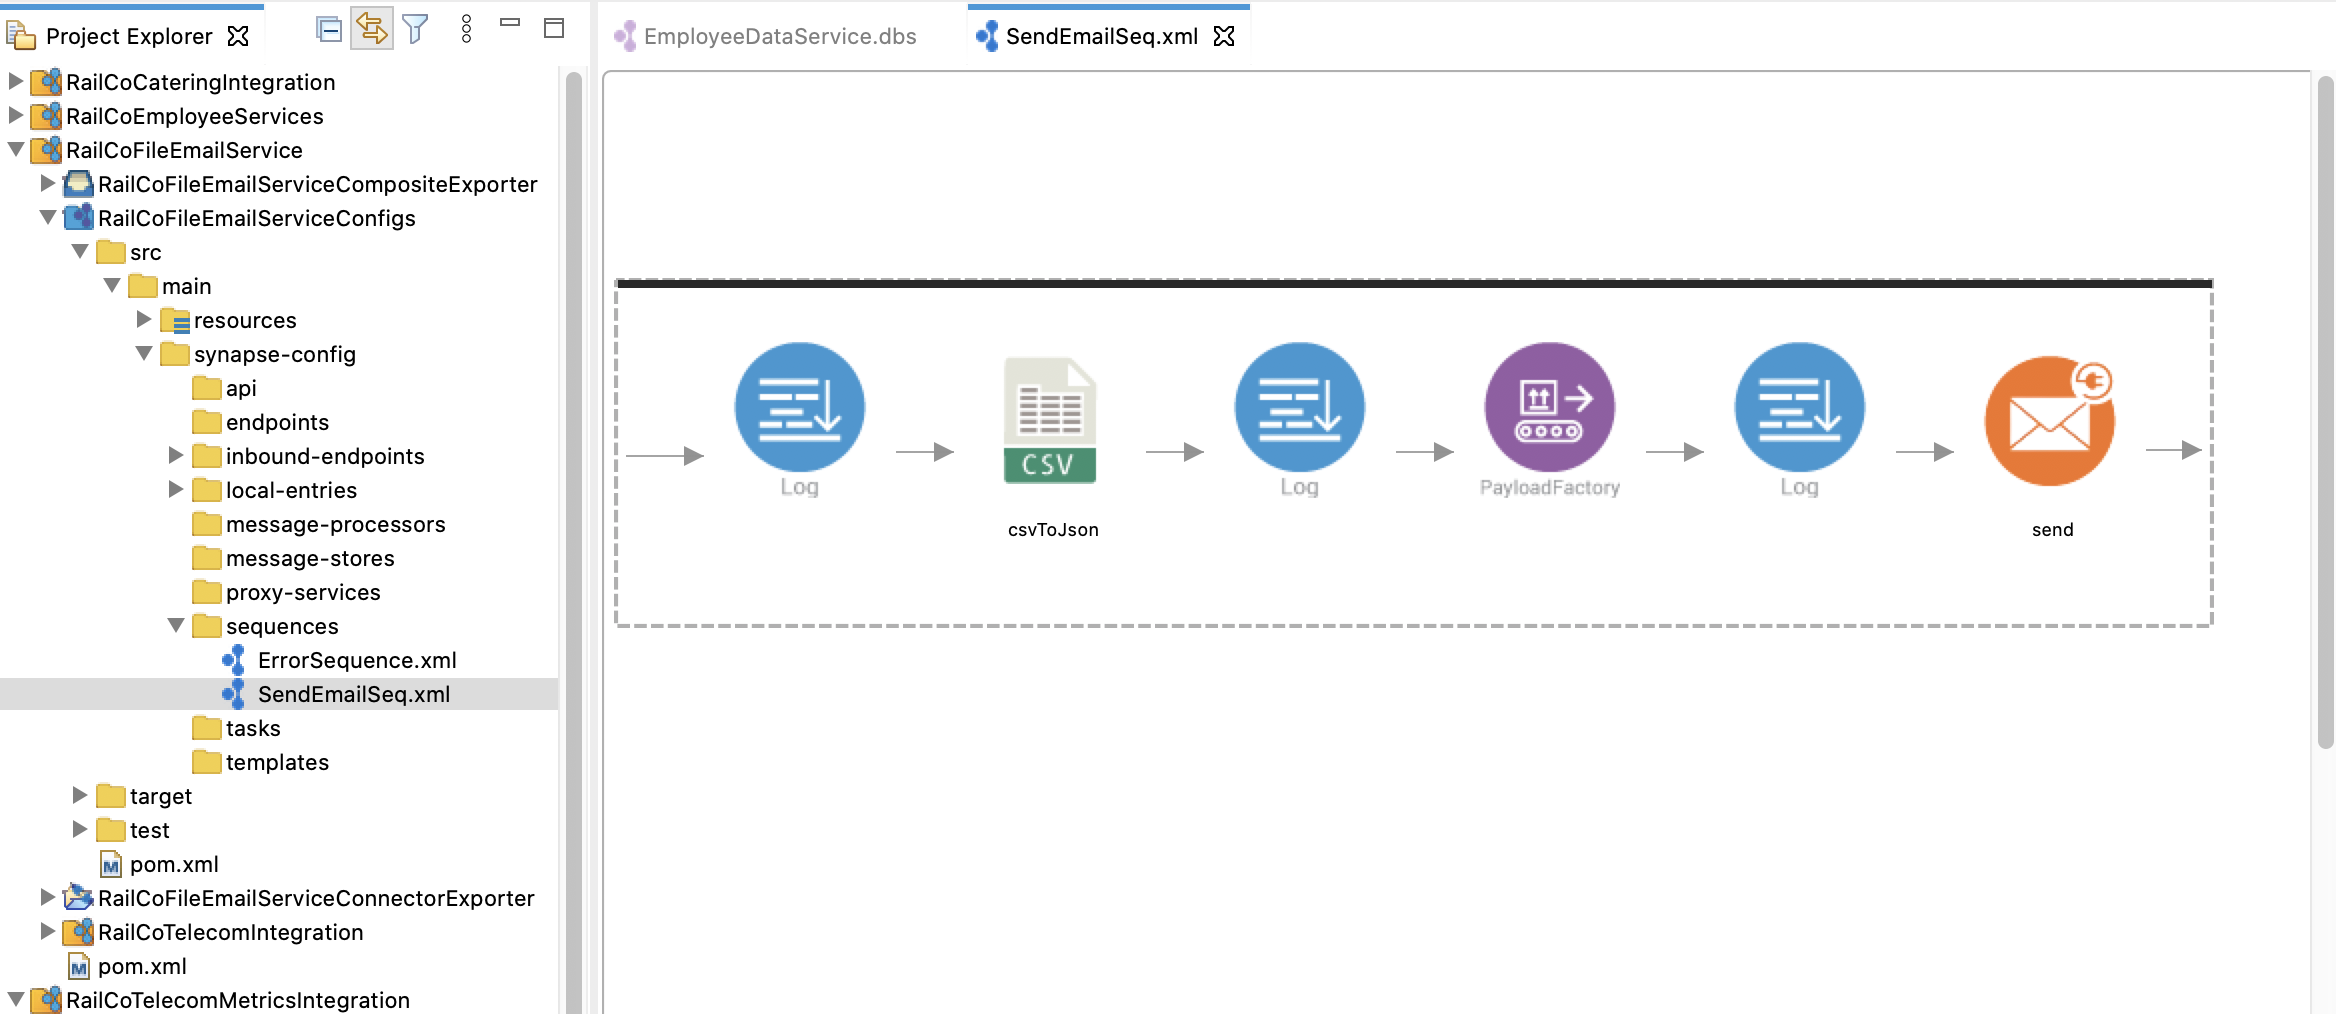 Project Explorer
RailCoCateringIntegration
RailCoEmployeeServices
RailCoFileEmailService
RailCoFileEmailServiceCompositeExporter
RailCoFileEmailServiceConfigs
src
main
resources
synapse-config
api
endpoints
inbound-endpoints
local-entries
message-processors
message-stores
proxy-services
sequences
ErrorSequence.xml
SendEmailSeq.xml
tasks
templates
target
test
M pom.xml
RailCoFileEmailServiceConnectorExporter
RailCoTelecomIntegration
M pom.xml
RailCoTelecomMetricsIntegration
EmployeeDataService.dbs
SendEmailSeq.xml
CSV
Log
Log
PayloadFactory
Log
csvToJson
send